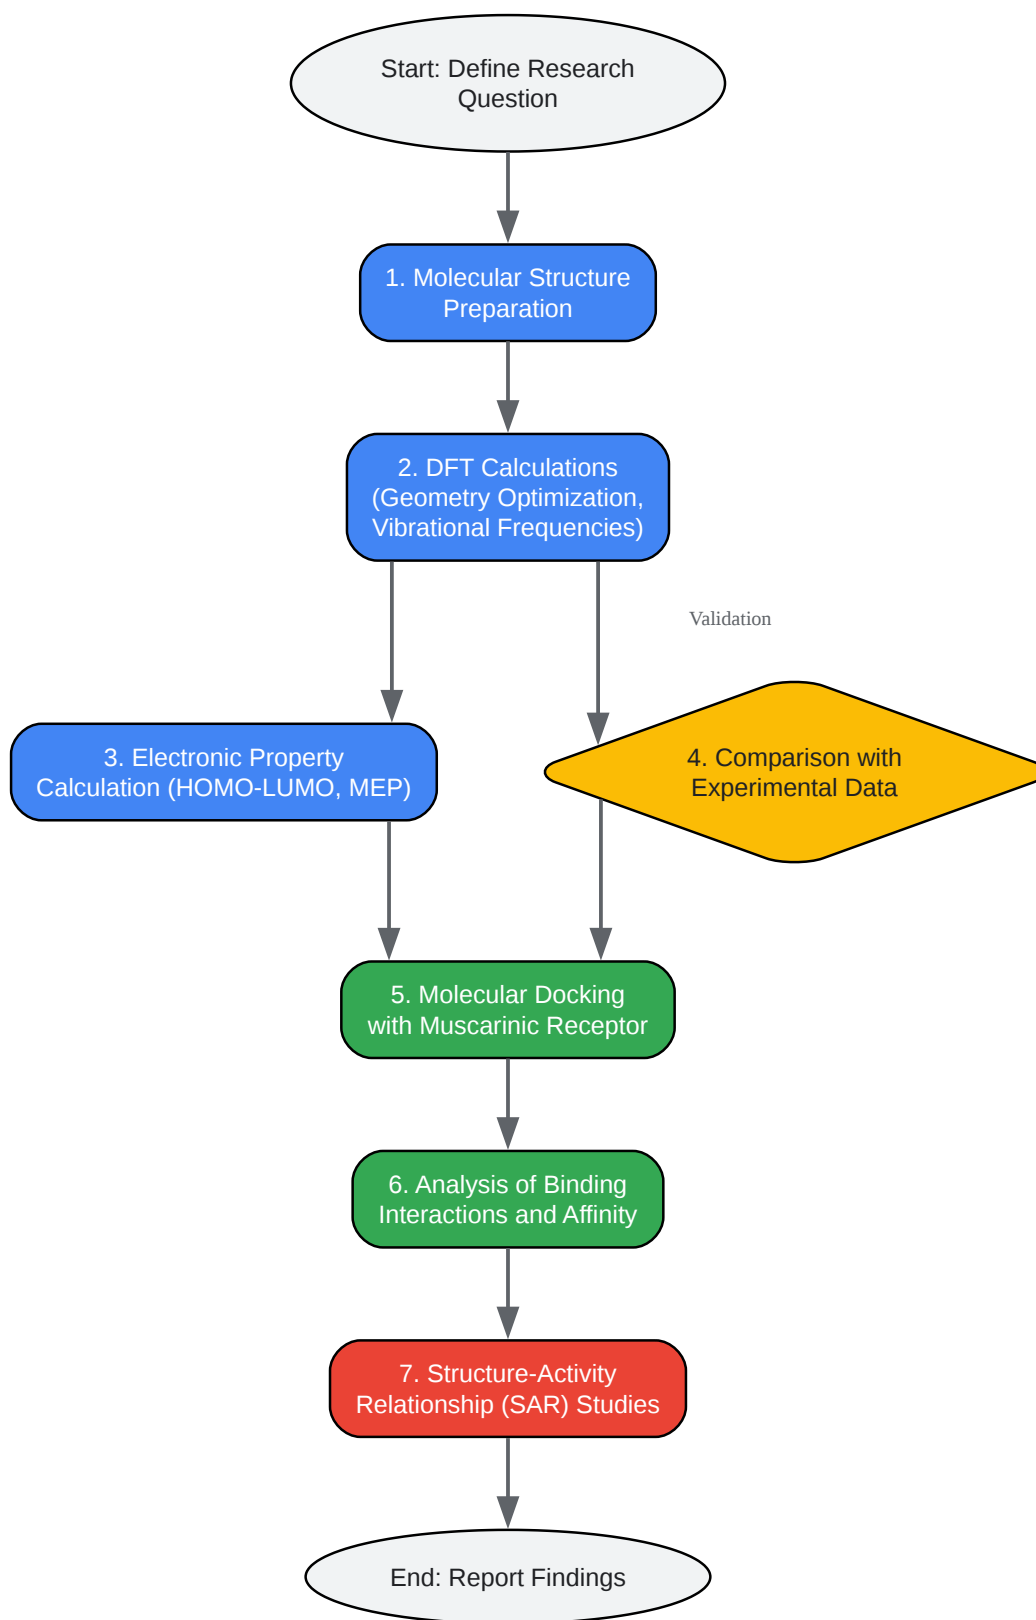 Start: Define Research
Question
1. Molecular Structure
Preparation
2. DFT Calculations
(Geometry Optimization,
Vibrational Frequencies)
Validation
3. Electronic Property
Calculation (HOMO-LUMO, MEP)
4. Comparison with
Experimental Data
5. Molecular Docking
with Muscarinic Receptor
6. Analysis of Binding
Interactions and Affinity
7. Structure-Activity
Relationship (SAR) Studies
End: Report Findings